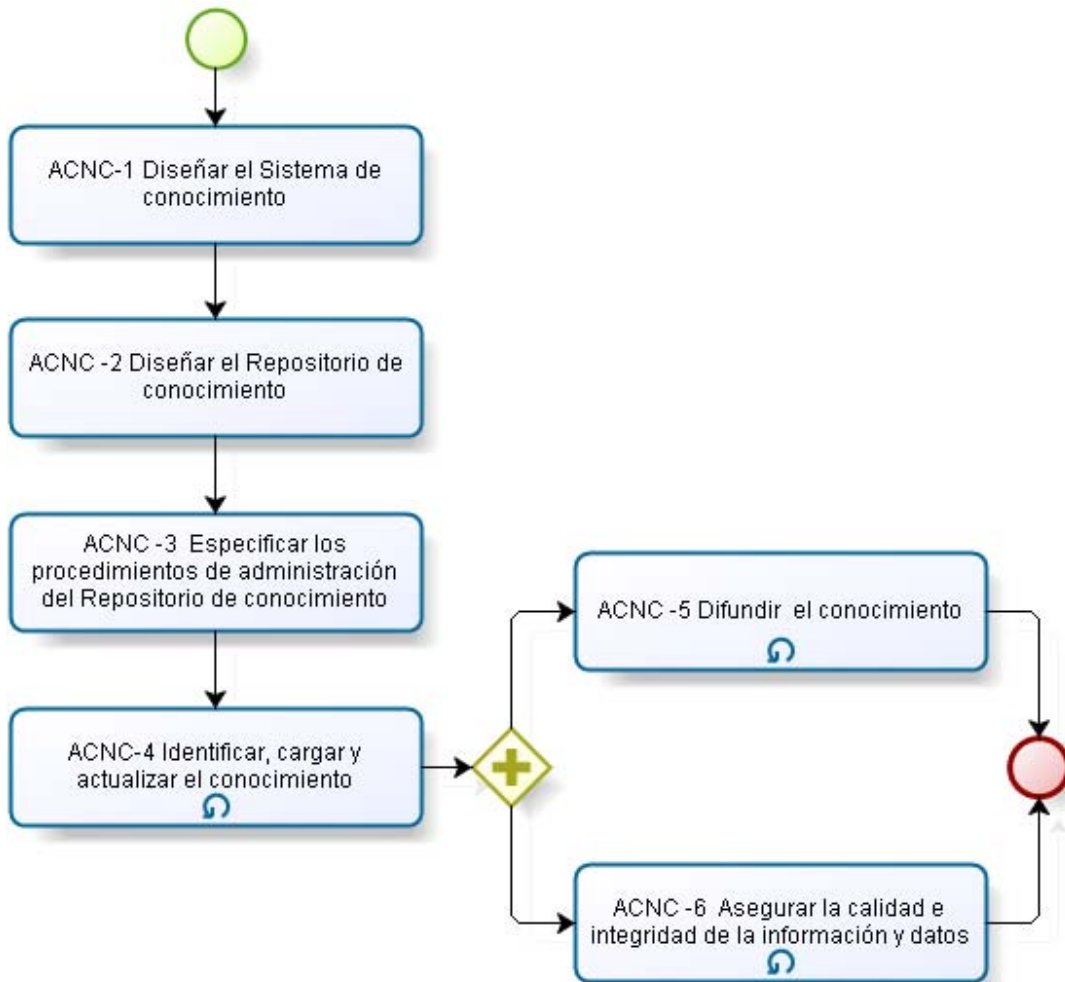 ACNC-1 Diseñar el Sistema de
conocimiento
ACNC -2 Diseñar el Repositorio de
conocimiento
ACNC -3  Especificar los
procedimientos de administración
del Repositorio de conocimiento
ACNC-4 Identificar, cargar y
actualizar el conocimiento
ACNC -5 Difundir  el conocimiento
ACNC -6  Asegurar la calidad e
integridad de la información y datos